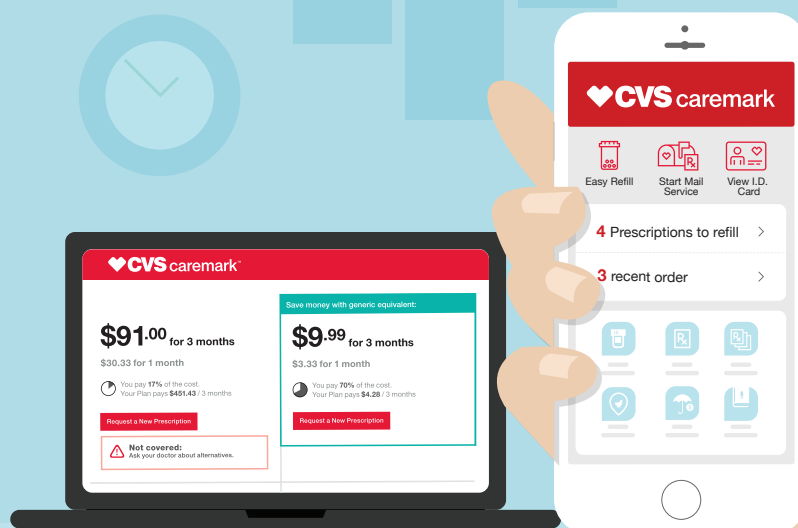 CVS caremark™
$91.00 for 3 months
$30.33 for 1 month
You pay 17% of the cost.
Your Plan pays $451.43 / 3 months
Request a New Prescription
Not covered:
Ask your doctor about alternatives.
Save money with generic equivalent:
$9.99 for 3 months
$3.33 for 1 month
You pay 70% of the cost.
Your Plan pays $4.28 / 3 months
Request a New Prescription
CVS caremark
Rx
Easy Refill
Start Mail
Service
View I.D.
Card
4 Prescriptions to refill
3 recent order
Rx
Rx